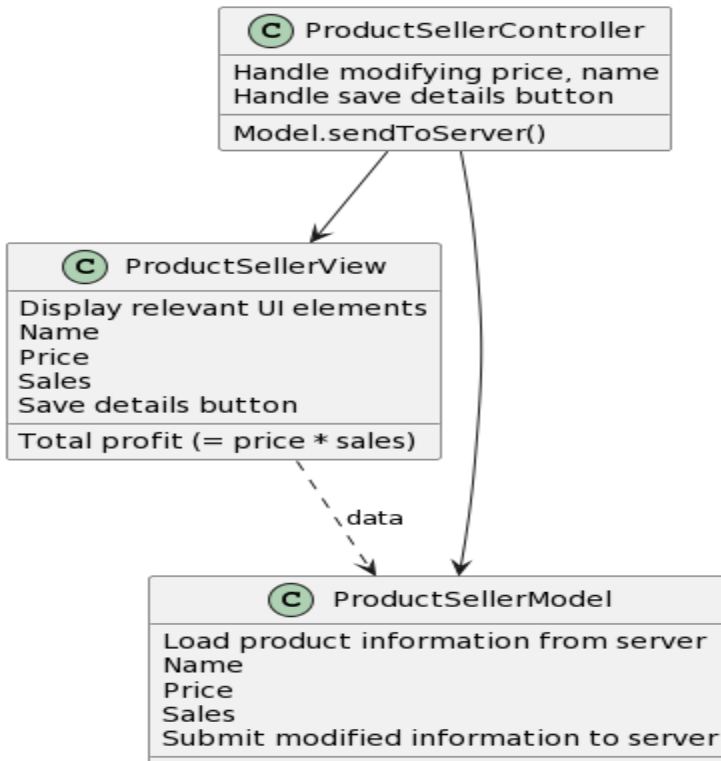 C ProductSellerController
Handle modifying price, name
Handle save details button
Model.sendToServer()
C ProductSellerView
Display relevant UI elements
Name
Price
Sales
Save details button
Total profit (= price * sales)
data
C ProductSellerModel
Load product information from server
Name
Price
Sales
Submit modified information to server